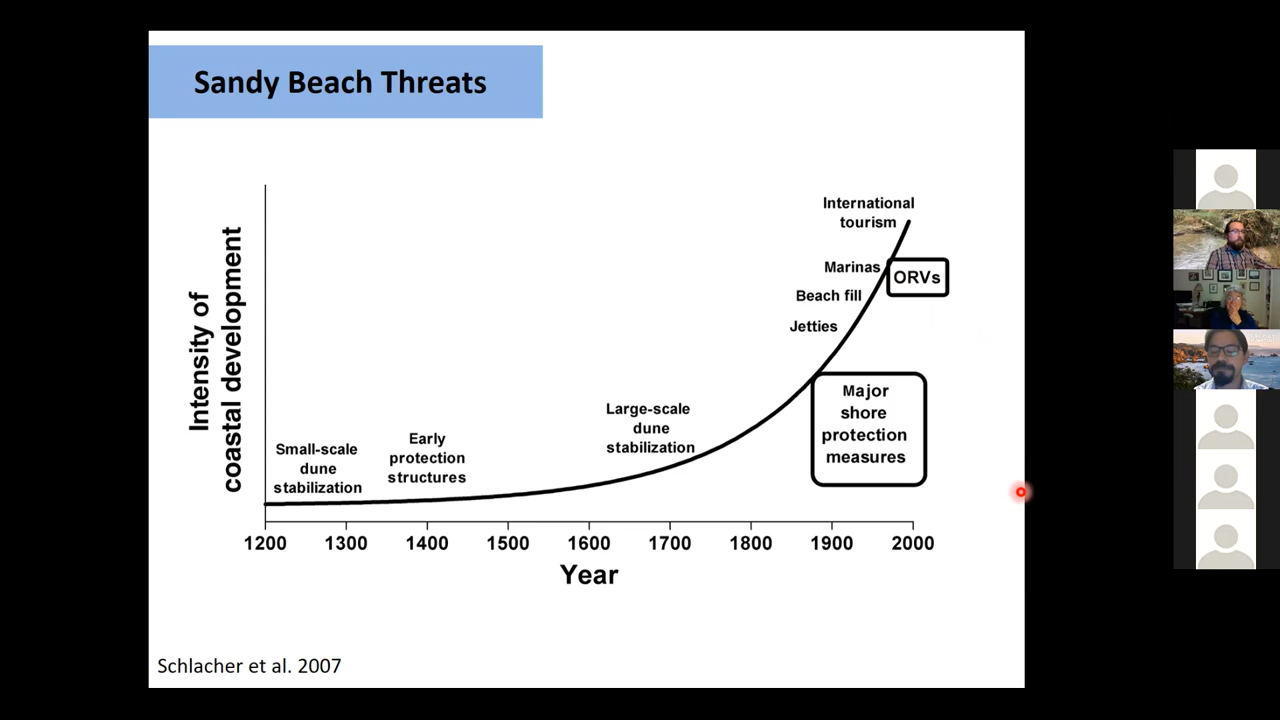 Sandy Beach Threats
International
tourism
Marinas
ORVs
Beach fill
Jetties
Major
shore
protection
measures
Large-scale
dune
stabilization
Early
protection
structures
Small-scale
dune
stabilization
Intensity of
coastal development
1200 1300 1400 1500 1600 1700 1800 1900 2000
Year
Schlacher et al. 2007